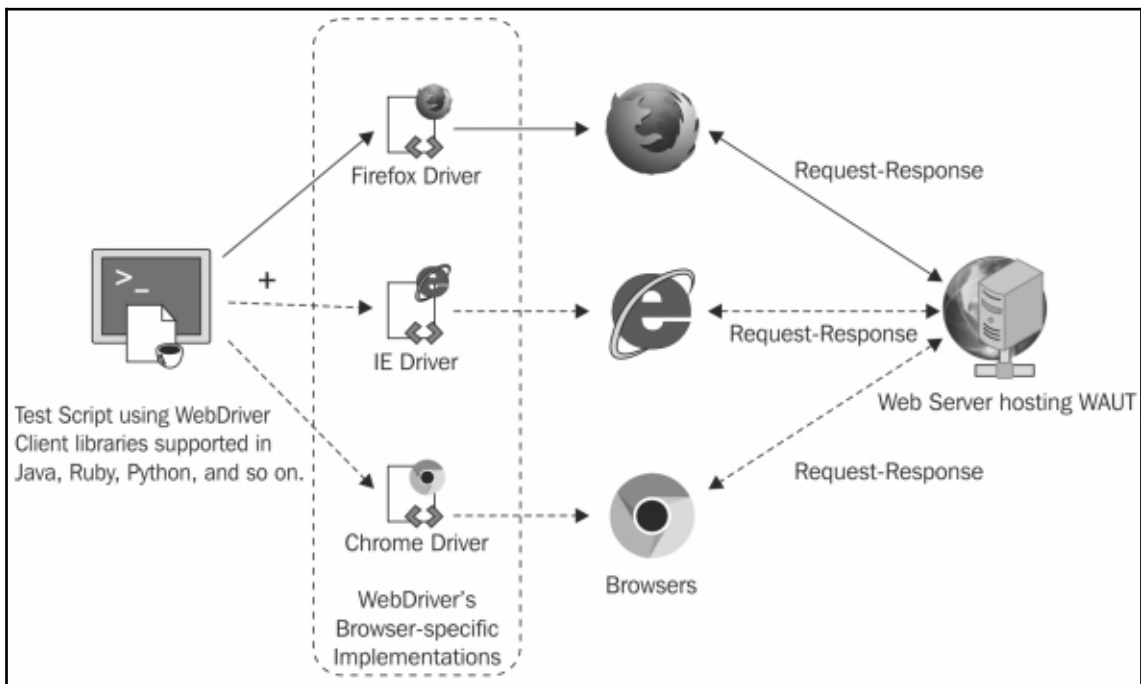 Firefox Driver
Request-Response
>_
+
IE Driver
Request-Response
Test Script using WebDriver
Client libraries supported in
Java, Ruby, Python, and so on.
Web Server hosting WAUT
Request-Response
Chrome Driver
Browsers
WebDriver's
Browser-specific
Implementations